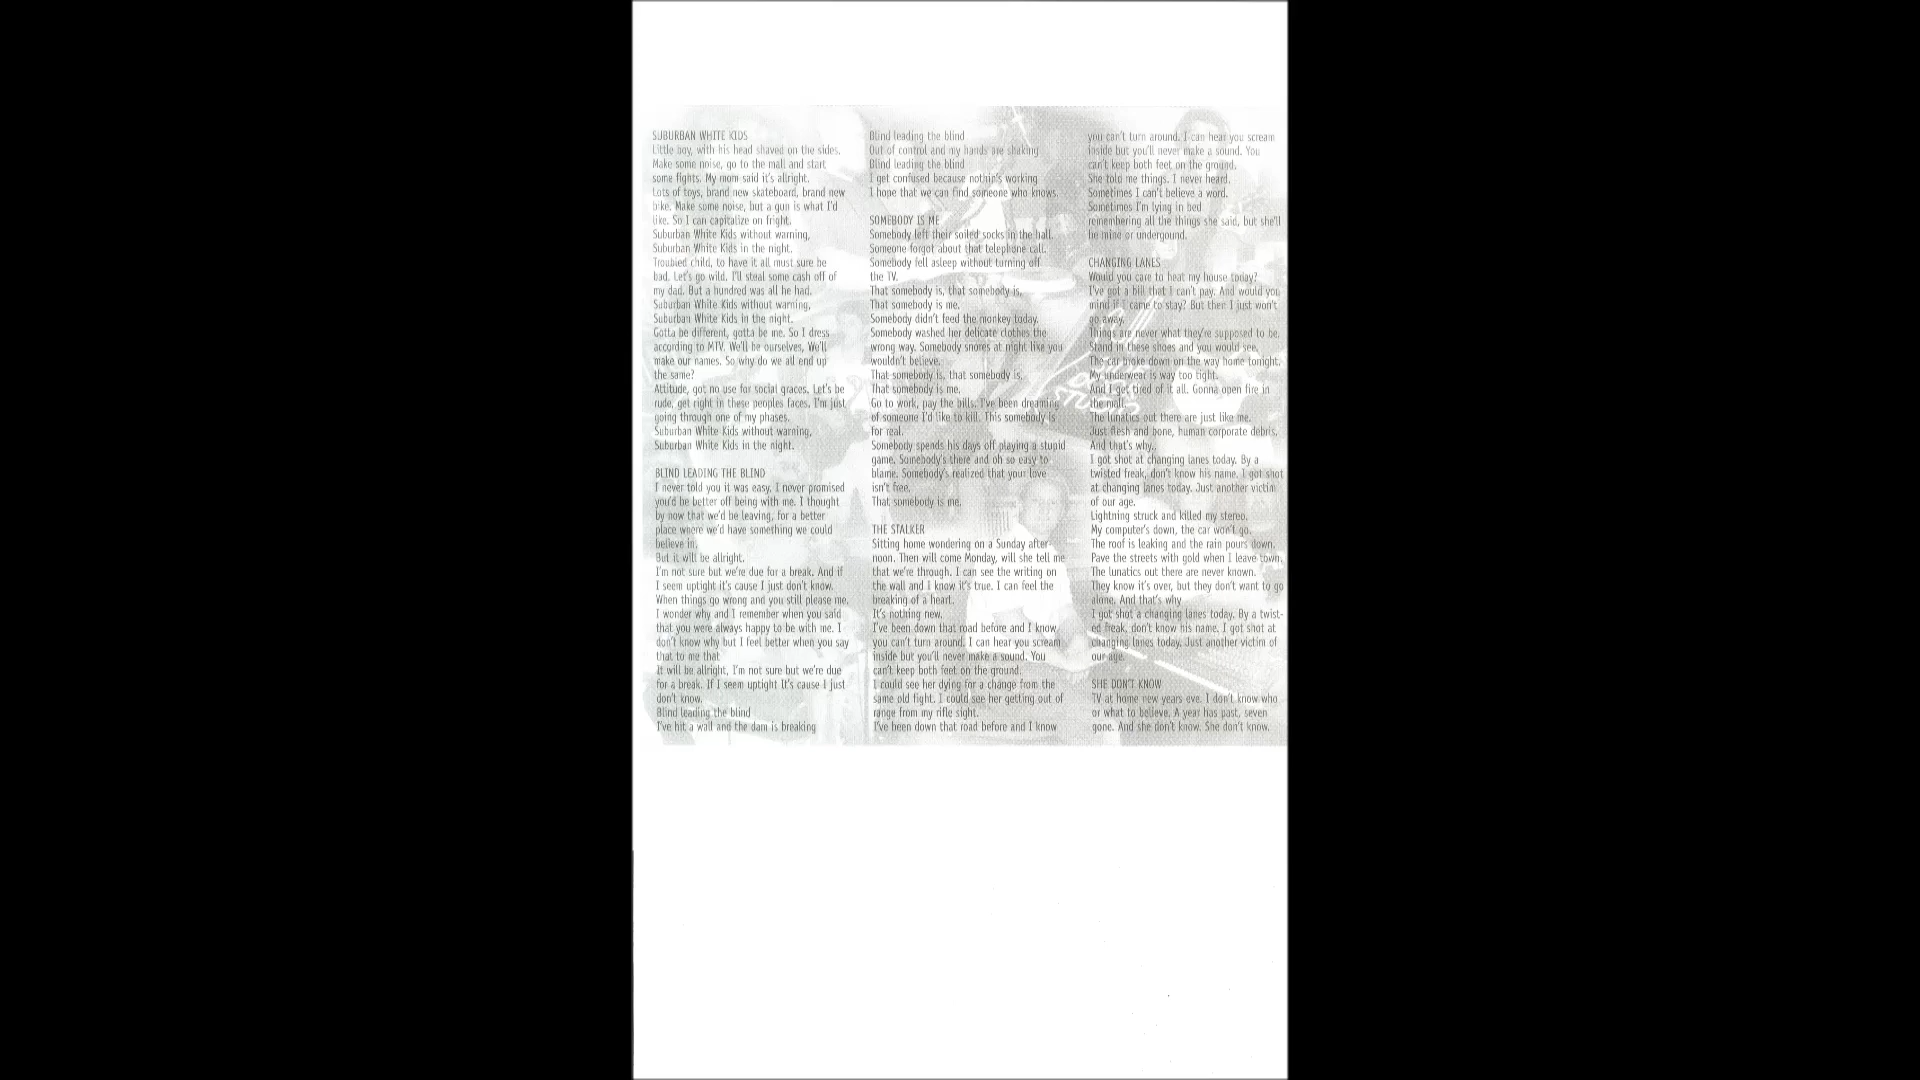 SUBURBAN WHITE KIDS
Little boy, with his head shaved on the sides.
Make some noise, go to the mall and start
some fights. My mom said it's allright.
Lots of toys, brand new skateboard, brand new
bike. Make some noise, but a gun is what I'd
like. So I can capitalize on fright.
Suburban White Kids without warning,
Suburban White Kids in the night.
Troubled child, to have it all must sure be
bad. Let's go wild. I'll steal some cash off of
my dad. But a hundred was all he had.
Suburban White Kids without warning,
Suburban White Kids in the night.
Gotta be different, gotta be me. So I dress
according to MTV. We'll be ourselves, We'll
make our names. So why do we all end up
the same?
Attitude, got no use for social graces. Let's be
rude, get right in these peoples faces. I'm just
going through one of my phases.
Suburban White Kids without warning,
Suburban White Kids in the night.

BLIND LEADING THE BLIND
I never told you it was easy, I never promised
you'd be better off being with me. I thought
by now that we'd be leaving, for a better
place where we'd have something we could
believe in.
But it will be allright.
I'm not sure but we're due for a break. And if
I seem uptight it's cause I just don't know.
When things go wrong and you still please me.
I wonder why and I remember when you said
that you were always happy to be with me. I
don't know why but I feel better when you say
that to me that
It will be allright, I'm not sure but we're due
for a break. If I seem uptight It's cause I just
don't know.
Blind leading the blind
I've hit a wall and the dam is breaking
Blind leading the blind
Out of control and my hands are shaking
Blind leading the blind
I get confused because nothin's working
I hope that we can find someone who knows.

SOMEBODY IS ME
Somebody left their soiled socks in the hall.
Someone forgot about that telephone call.
Somebody fell asleep without turning off
the TV.
That somebody is, that somebody is,
That somebody is me.
Somebody didn't feed the monkey today.
Somebody washed her delicate clothes the
wrong way. Somebody snores at night like you
wouldn't believe.
That somebody is, that somebody is,
That somebody is me.
Go to work, pay the bills. I've been dreaming
of someone I'd like to kill. This somebody is
for real.
Somebody spends his days off playing a stupid
game. Somebody's there and oh so easy to
blame. Somebody's realized that your love
isn't free.
That somebody is me.

THE STALKER
Sitting home wondering on a Sunday after-
noon. Then will come Monday, will she tell me
that we're through. I can see the writing on
the wall and I know it's true. I can feel the
breaking of a heart.
It's nothing new.
I've been down that road before and I know
you can't turn around. I can hear you scream
inside but you'll never make a sound. You
can't keep both feet on the ground.
I could see her dying for a change from the
same old fight. I could see her getting out of
range from my rifle sight.
I've been down that road before and I know
you can't turn around. I can hear you scream
inside but you'll never make a sound. You
can't keep both feet on the ground.
She told me things. I never heard.
Sometimes I can't believe a word.
Sometimes I'm lying in bed
remembering all the things she said, but she'll
be mine or undergound.

CHANGING LANES
Would you care to heat my house today?
I've got a bill that I can't pay. And would you
mind if I came to stay? But then I just won't
go away.
Things are never what they're supposed to be.
Stand in these shoes and you would see.
The car broke down on the way home tonight.
My underwear is way too tight.
And I get tired of it all. Gonna open fire in
the mall.
The lunatics out there are just like me.
Just flesh and bone, human corporate debris.
And that's why..
I got shot at changing lanes today. By a
twisted freak, don't know his name. I got shot
at changing lanes today. Just another victim
of our age.
Lightning struck and killed my stereo.
My computer's down, the car won't go.
The roof is leaking and the rain pours down.
Pave the streets with gold when I leave town.
The lunatics out there are never known.
They know it's over, but they don't want to go
alone. And that's why
I got shot a changing lanes today. By a twist-
ed freak, don't know his name. I got shot at
changing lanes today. Just another victim of
our age.

SHE DON'T KNOW
TV at home new years eve. I don't know who
or what to believe. A year has past, seven
gone. And she don't know. She don't know.